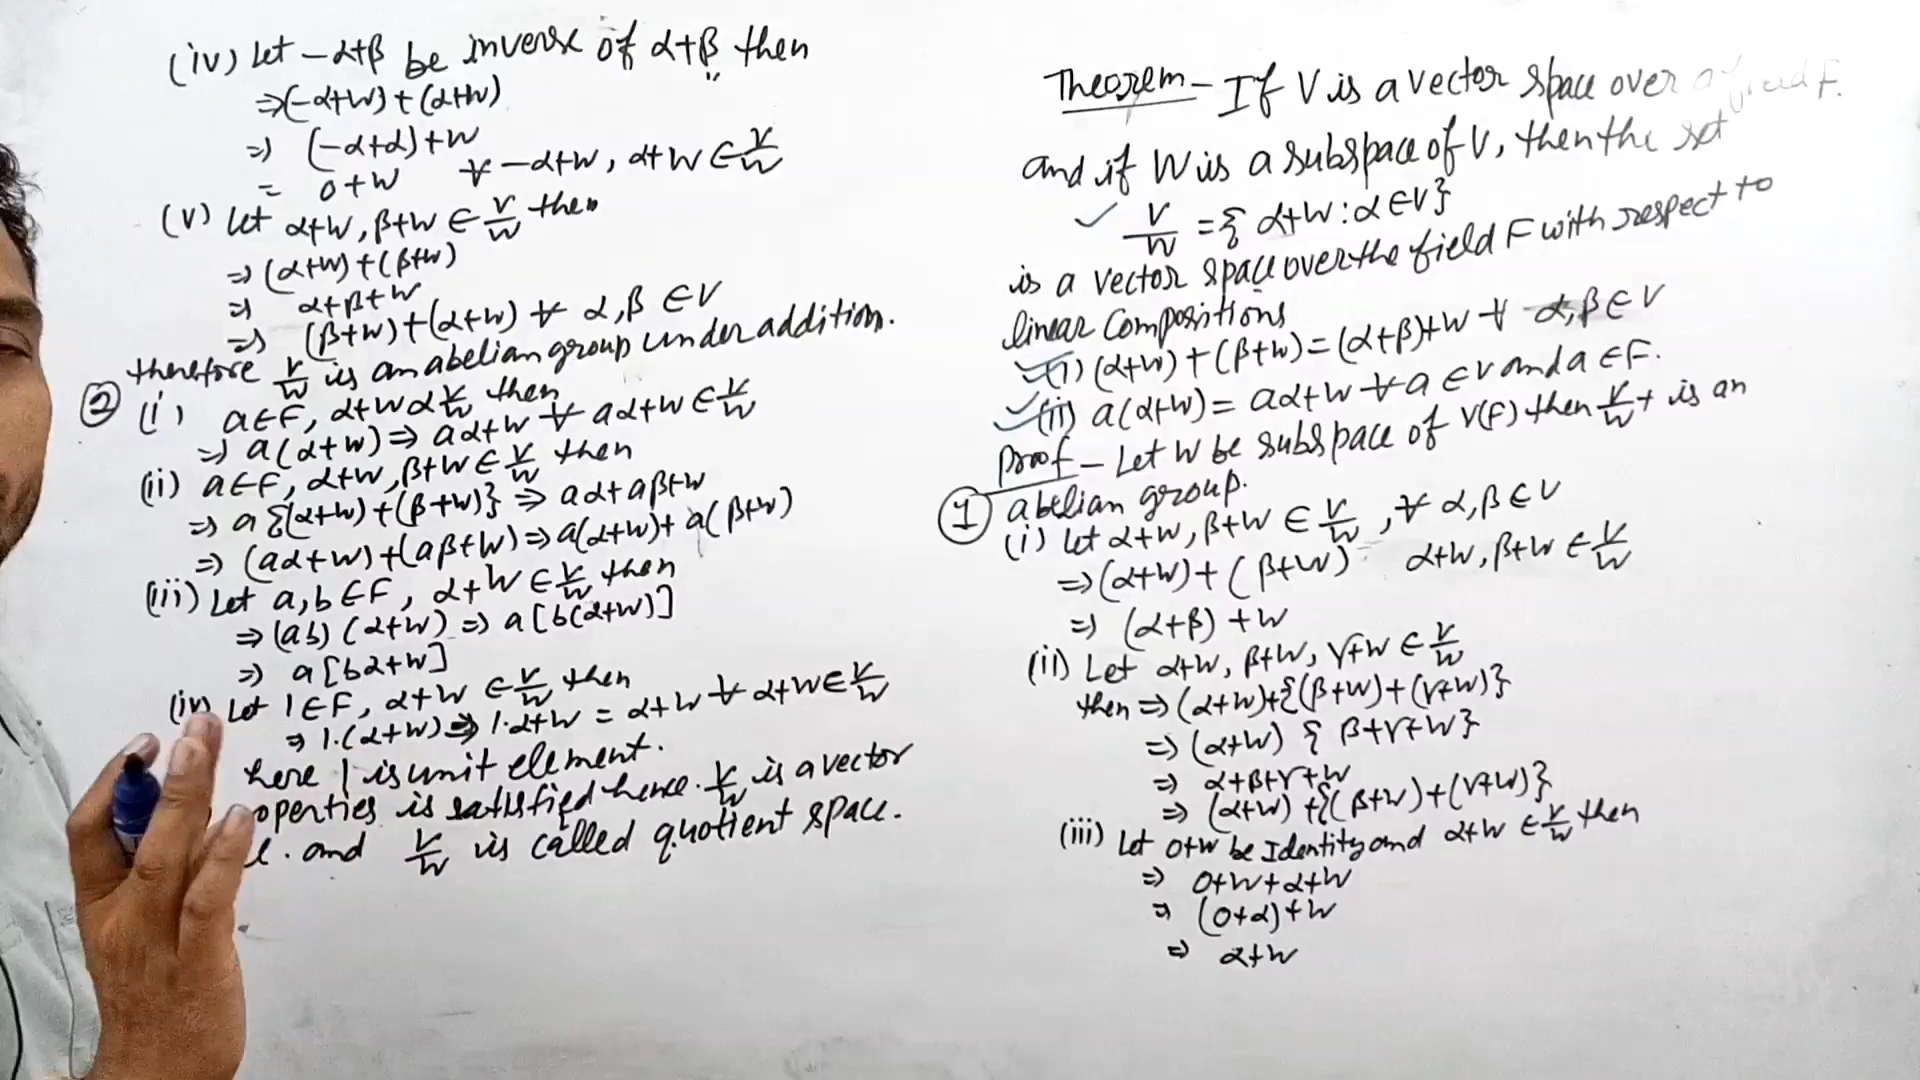 Theorem - If V is a vector space over a field F.
and if W is a subspace of V, then the set
V/W = { α+W : α ∈ V }
is a vector space over the field F with respect to
linear Compositions
(i) (α+W) + (β+W) = (α+β)+W ∀ α,β ∈ V
(ii) a(α+W) = aα+W ∀ a ∈ V and a ∈ F.
Proof - Let W be subspace of V(F) then V/W + is an
① abelian group.
(i) Let α+W, β+W ∈ V/W , ∀ α,β ∈ V
⇒ (α+W) + (β+W) α+W, β+W ∈ V/W
⇒ (α+β) + W
(ii) Let α+W, β+W, γ+W ∈ V/W
then ⇒ (α+W)+{(β+W)+(γ+W)}
⇒ (α+W) { β+γ+W}
⇒ α+β+γ+W
⇒ (α+W) +{(β+W)+(γ+W)}
(iii) Let 0+W be Identity and α+W ∈ V/W then
⇒ 0+W+α+W
⇒ (0+α)+W
⇒ α+W
(iv) Let -α+β be inverse of α+β then
⇒ (-α+W) + (α+W)
⇒ (-α+α)+W
= 0+W ∀ -α+W, α+W ∈ V/W
(v) Let α+W, β+W ∈ V/W then
⇒ (α+W)+(β+W)
⇒ α+β+W
⇒ (β+W)+(α+W) ∀ α,β ∈ V
therefore V/W is an abelian group under addition.
② (i) a∈F, α+W α V/W then
⇒ a(α+W) ⇒ aα+W ∀ aα+W ∈ V/W
(ii) a∈F, α+W, β+W ∈ V/W then
⇒ a{(α+W)+(β+W)} ⇒ aα+aβ+W
⇒ (aα+W)+(aβ+W) ⇒ a(α+W)+ a(β+W)
(iii) Let a,b∈F, α+W ∈ V/W then
⇒ (ab) (α+W) ⇒ a[b(α+W)]
⇒ a[bα+W]
(iv) Let 1∈F, α+W ∈ V/W then
⇒ 1.(α+W) ⇒ 1.α+W = α+W ∀ α+W ∈ V/W
here 1 is unit element.
operties is satisfied hence. V/W is a vector
and V/W is called quotient space.